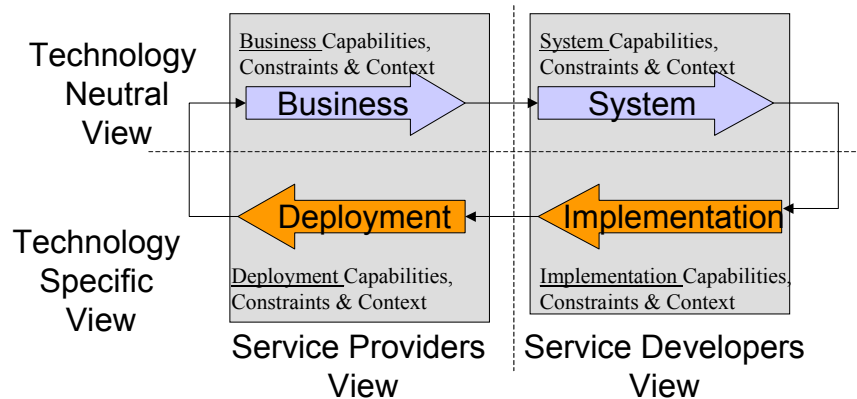 Technology
Neutral
View
Business Capabilities,
Constraints & Context
Business
System Capabilities,
Constraints & Context
System
Technology
Specific
View
Deployment
Deployment Capabilities,
Constraints & Context
Implementation
Implementation Capabilities,
Constraints & Context
Service Providers
View
Service Developers
View